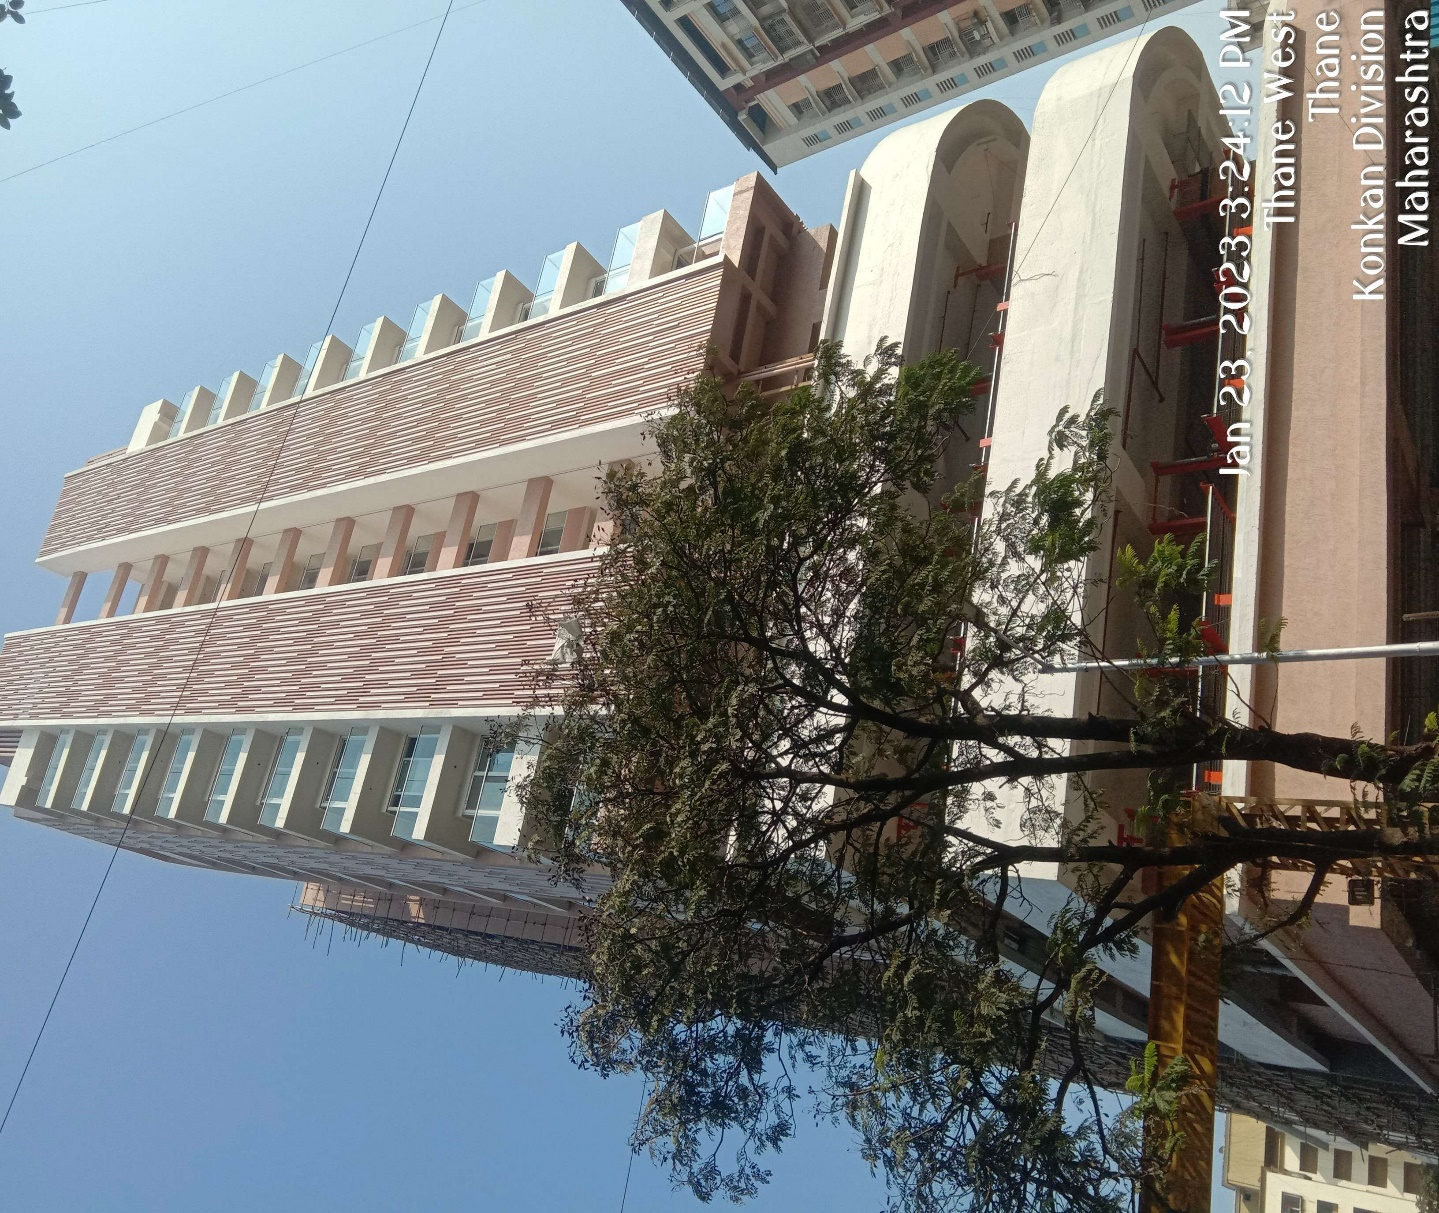 Jan 23, 2023 3:24:12 PM
Thane West
Thane
Konkan Division
Maharashtra